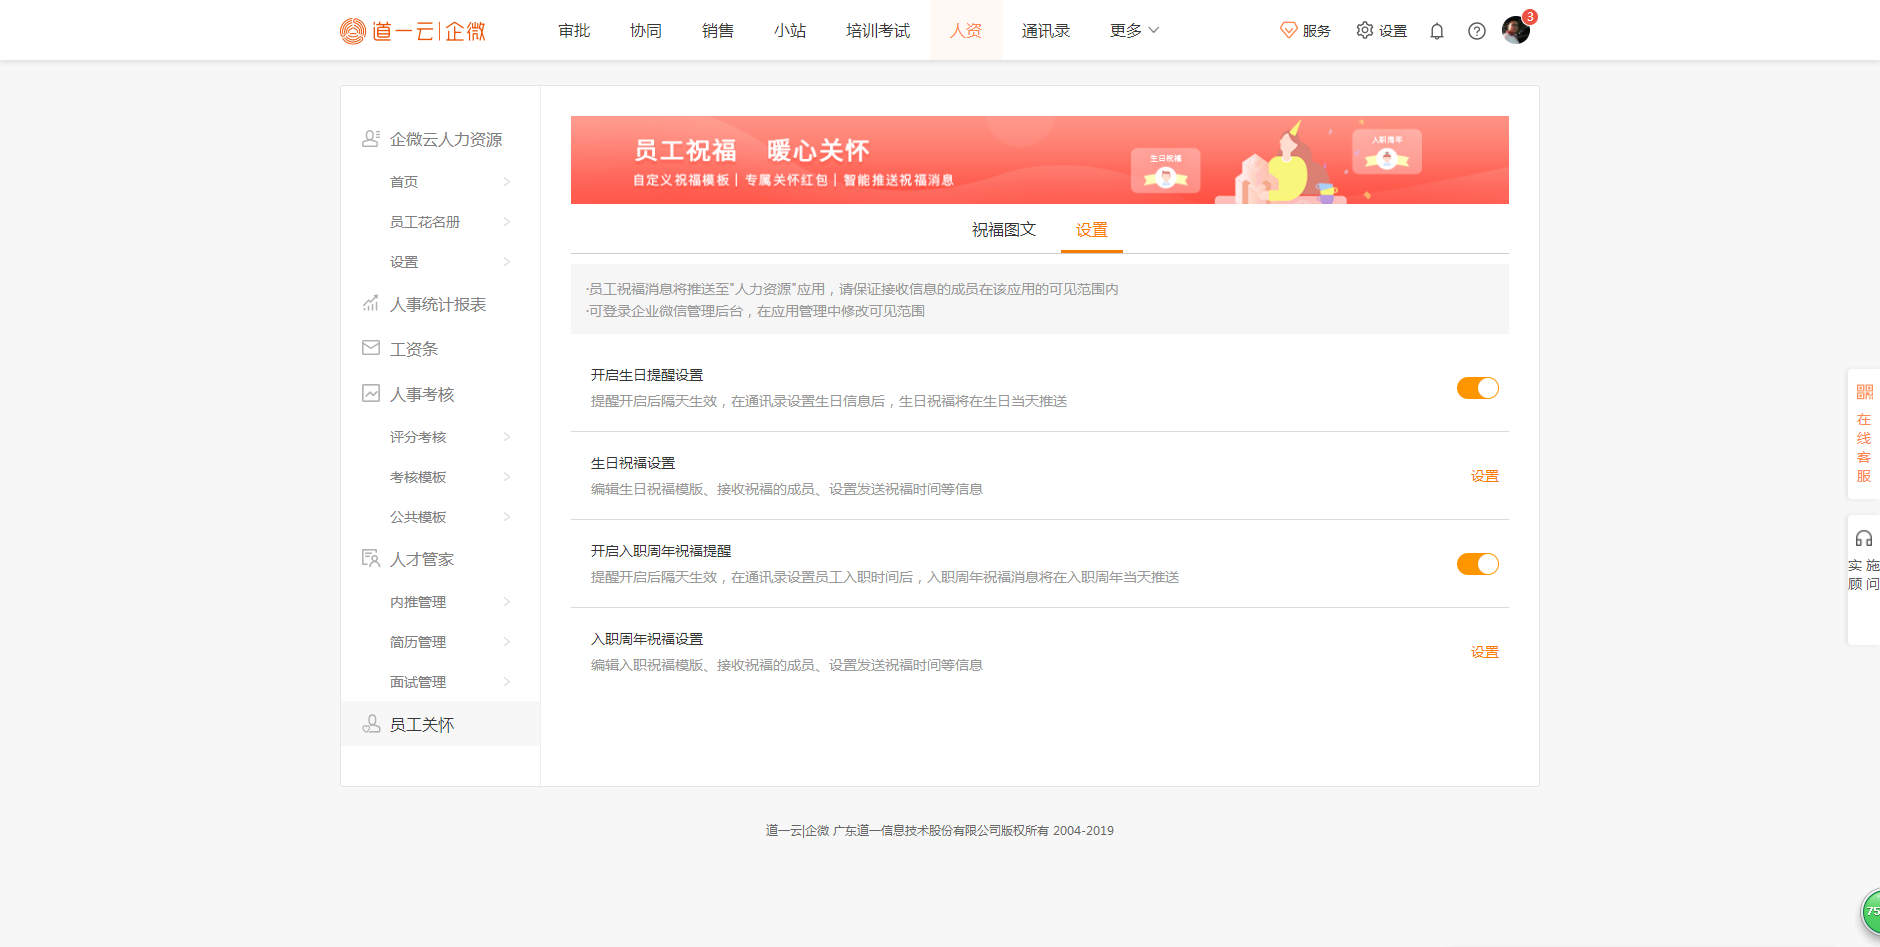 道一云|企微
审批
协同
销售
小站
培训考试
人资
通讯录
更多
服务
设置
3
企微云人力资源
首页
员工花名册
设置
人事统计报表
工资条
人事考核
评分考核
考核模板
公共模板
人才管家
内推管理
简历管理
面试管理
员工关怀
员工祝福 暖心关怀
自定义祝福模板 | 专属关怀红包 | 智能推送祝福消息
生日祝福
入职周年
祝福图文
设置
·员工祝福消息将推送至"人力资源"应用，请保证接收信息的成员在该应用的可见范围内
·可登录企业微信管理后台，在应用管理中修改可见范围
开启生日提醒设置
提醒开启后隔天生效，在通讯录设置生日信息后，生日祝福将在生日当天推送
生日祝福设置
编辑生日祝福模版、接收祝福的成员、设置发送祝福时间等信息
设置
开启入职周年祝福提醒
提醒开启后隔天生效，在通讯录设置员工入职时间后，入职周年祝福消息将在入职周年当天推送
入职周年祝福设置
编辑入职祝福模版、接收祝福的成员、设置发送祝福时间等信息
设置
在
线
客
服
实 施
顾 问
道一云|企微 广东道一信息技术股份有限公司版权所有 2004-2019
75